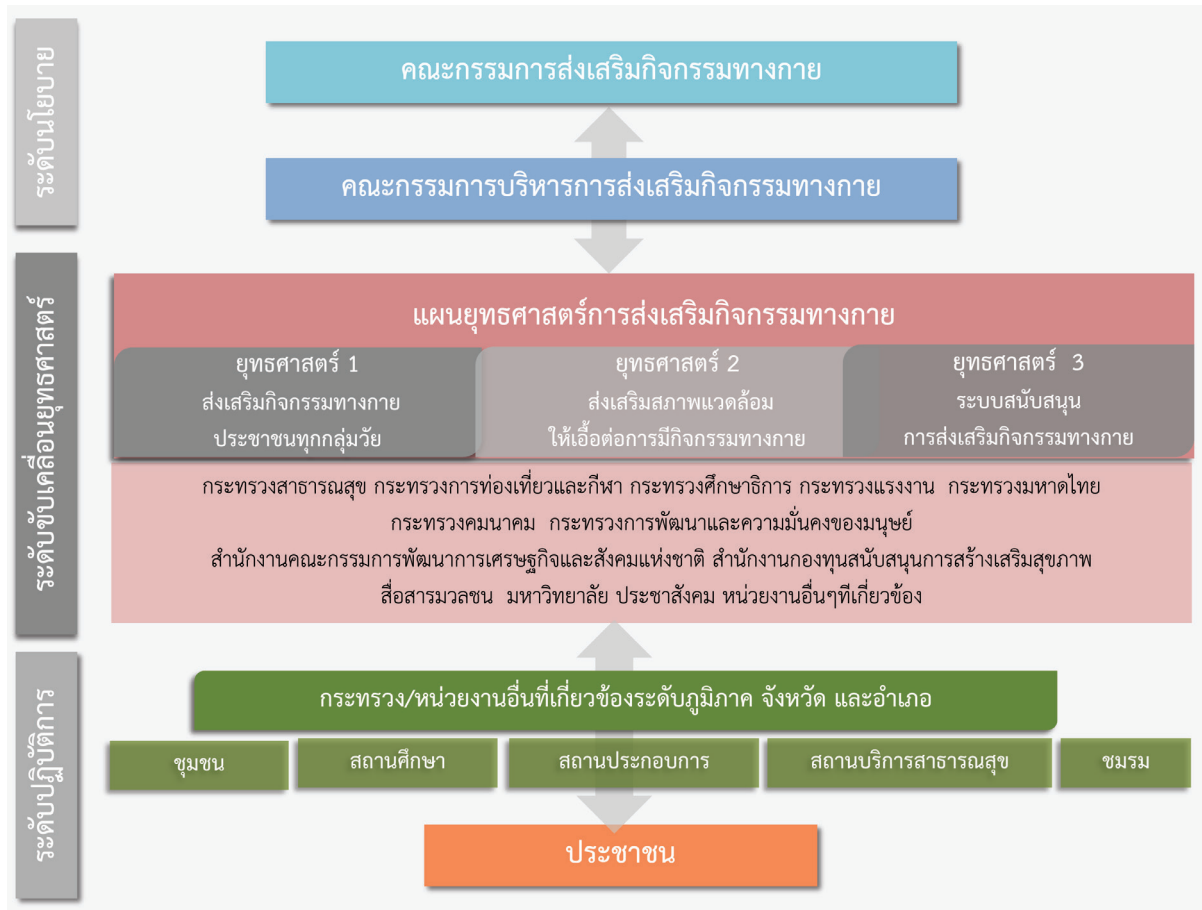 ระดับนโยบาย
คณะกรรมการส่งเสริมกิจกรรมทางกาย
คณะกรรมการบริหารการส่งเสริมกิจกรรมทางกาย
ระดับขับเคลื่อนยุทธศาสตร์
แผนยุทธศาสตร์การส่งเสริมกิจกรรมทางกาย
ยุทธศาสตร์ 1
ส่งเสริมกิจกรรมทางกาย
ประชาชนทุกกลุ่มวัย
ยุทธศาสตร์ 2
ส่งเสริมสภาพแวดล้อม
ให้เอื้อต่อการมีกิจกรรมทางกาย
ยุทธศาสตร์ 3
ระบบสนับสนุน
การส่งเสริมกิจกรรมทางกาย
กระทรวงสาธารณสุข กระทรวงการท่องเที่ยวและกีฬา กระทรวงศึกษาธิการ กระทรวงแรงงาน กระทรวงมหาดไทย
กระทรวงคมนาคม กระทรวงการพัฒนาและความมั่นคงของมนุษย์
สำนักงานคณะกรรมการพัฒนาการเศรษฐกิจและสังคมแห่งชาติ สำนักงานกองทุนสนับสนุนการสร้างเสริมสุขภาพ
สื่อสารมวลชน มหาวิทยาลัย ประชาสังคม หน่วยงานอื่นๆทีเกี่ยวข้อง
ระดับปฏิบัติการ
กระทรวง/หน่วยงานอื่นที่เกี่ยวข้องระดับภูมิภาค จังหวัด และอำเภอ
ชุมชน
สถานศึกษา
สถานประกอบการ
สถานบริการสาธารณสุข
ชมรม
ประชาชน